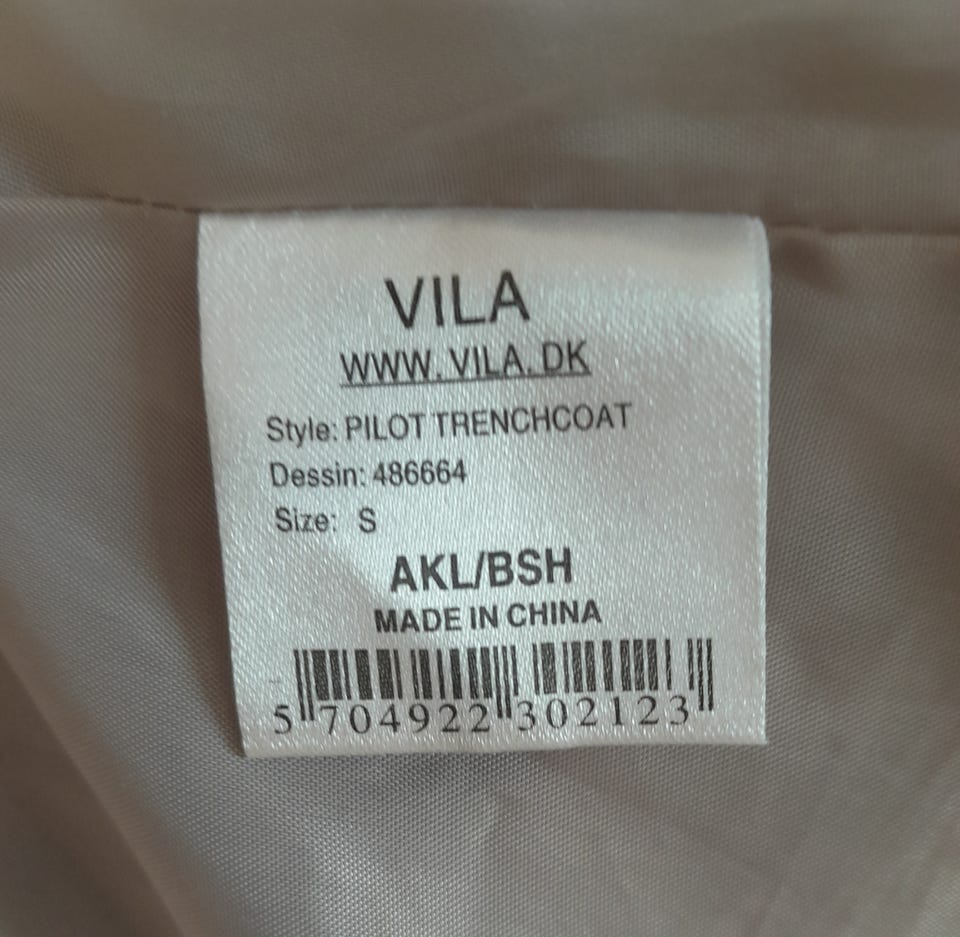 VILA
WWW.VILA.DK
Style: PILOT TRENCHCOAT
Dessin: 486664
Size: S
AKL/BSH
MADE IN CHINA
5 704922 302123